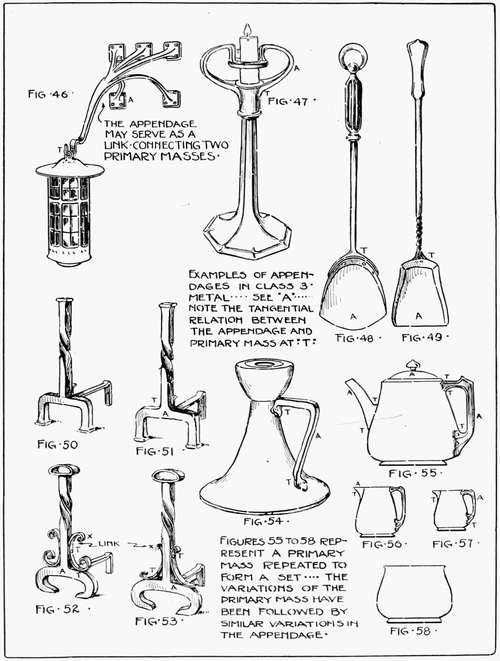 FIG·46·
A
THE APPENDAGE
MAY SERVE AS A
LINK·CONNECTING TWO
PRIMARY MASSES·
T
A
T
FIG·47·
EXAMPLES OF APPEN-
DAGES IN CLASS 3·
METAL···· SEE "A"····
NOTE THE TANGENTIAL
RELATION BETWEEN
THE APPENDAGE AND
PRIMARY MASS AT "T"
T
A
FIG·48·
T
A
FIG·49·
A
FIG·50
T
A
FIG·51
T
A
T
FIG·54·
A
T
T
T
A
FIG·55·
X
LINK
X
T
T
A
A
FIG·52·
FIG·53·
FIGURES 55 TO 58 REP-
RESENT A PRIMARY
MASS REPEATED TO
FORM A SET···· THE
VARIATIONS OF THE
PRIMARY MASS HAVE
BEEN FOLLOWED BY
SIMILAR VARIATIONS IN
THE APPENDAGE·
T
T
FIG·56·
T
FIG·57·
FIG·58·